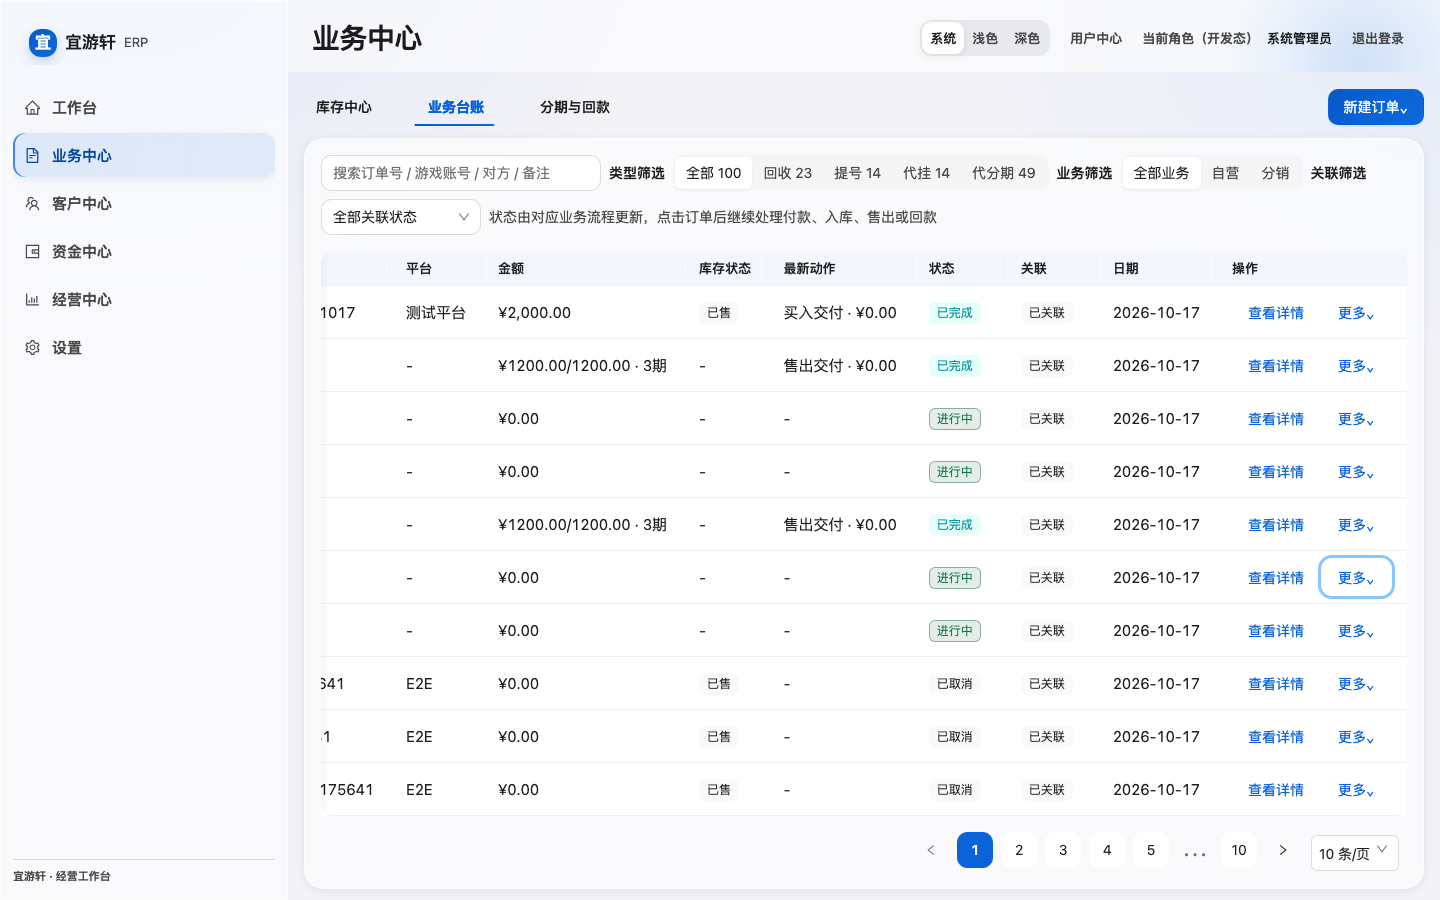 宜 宜游轩 ERP
业务中心
系统 浅色 深色 用户中心 当前角色（开发态） 系统管理员 退出登录
工作台
业务中心
客户中心
资金中心
经营中心
设置
宜游轩 · 经营工作台
库存中心 业务台账 分期与回款 新建订单
搜索订单号 / 游戏账号 / 对方 / 备注 类型筛选 全部 100 回收 23 提号 14 代挂 14 代分期 49 业务筛选 全部业务 自营 分销 关联筛选
全部关联状态 状态由对应业务流程更新，点击订单后继续处理付款、入库、售出或回款
平台 金额 库存状态 最新动作 状态 关联 日期 操作
1017 测试平台 ¥2,000.00 已售 买入交付 · ¥0.00 已完成 已关联 2026-10-17 查看详情 更多
- ¥1200.00/1200.00 · 3期 - 售出交付 · ¥0.00 已完成 已关联 2026-10-17 查看详情 更多
- ¥0.00 - - 进行中 已关联 2026-10-17 查看详情 更多
- ¥0.00 - - 进行中 已关联 2026-10-17 查看详情 更多
- ¥1200.00/1200.00 · 3期 - 售出交付 · ¥0.00 已完成 已关联 2026-10-17 查看详情 更多
- ¥0.00 - - 进行中 已关联 2026-10-17 查看详情 更多
- ¥0.00 - - 进行中 已关联 2026-10-17 查看详情 更多
641 E2E ¥0.00 已售 - 已取消 已关联 2026-10-17 查看详情 更多
1 E2E ¥0.00 已售 - 已取消 已关联 2026-10-17 查看详情 更多
175641 E2E ¥0.00 已售 - 已取消 已关联 2026-10-17 查看详情 更多
1 2 3 4 5 ... 10 10 条/页